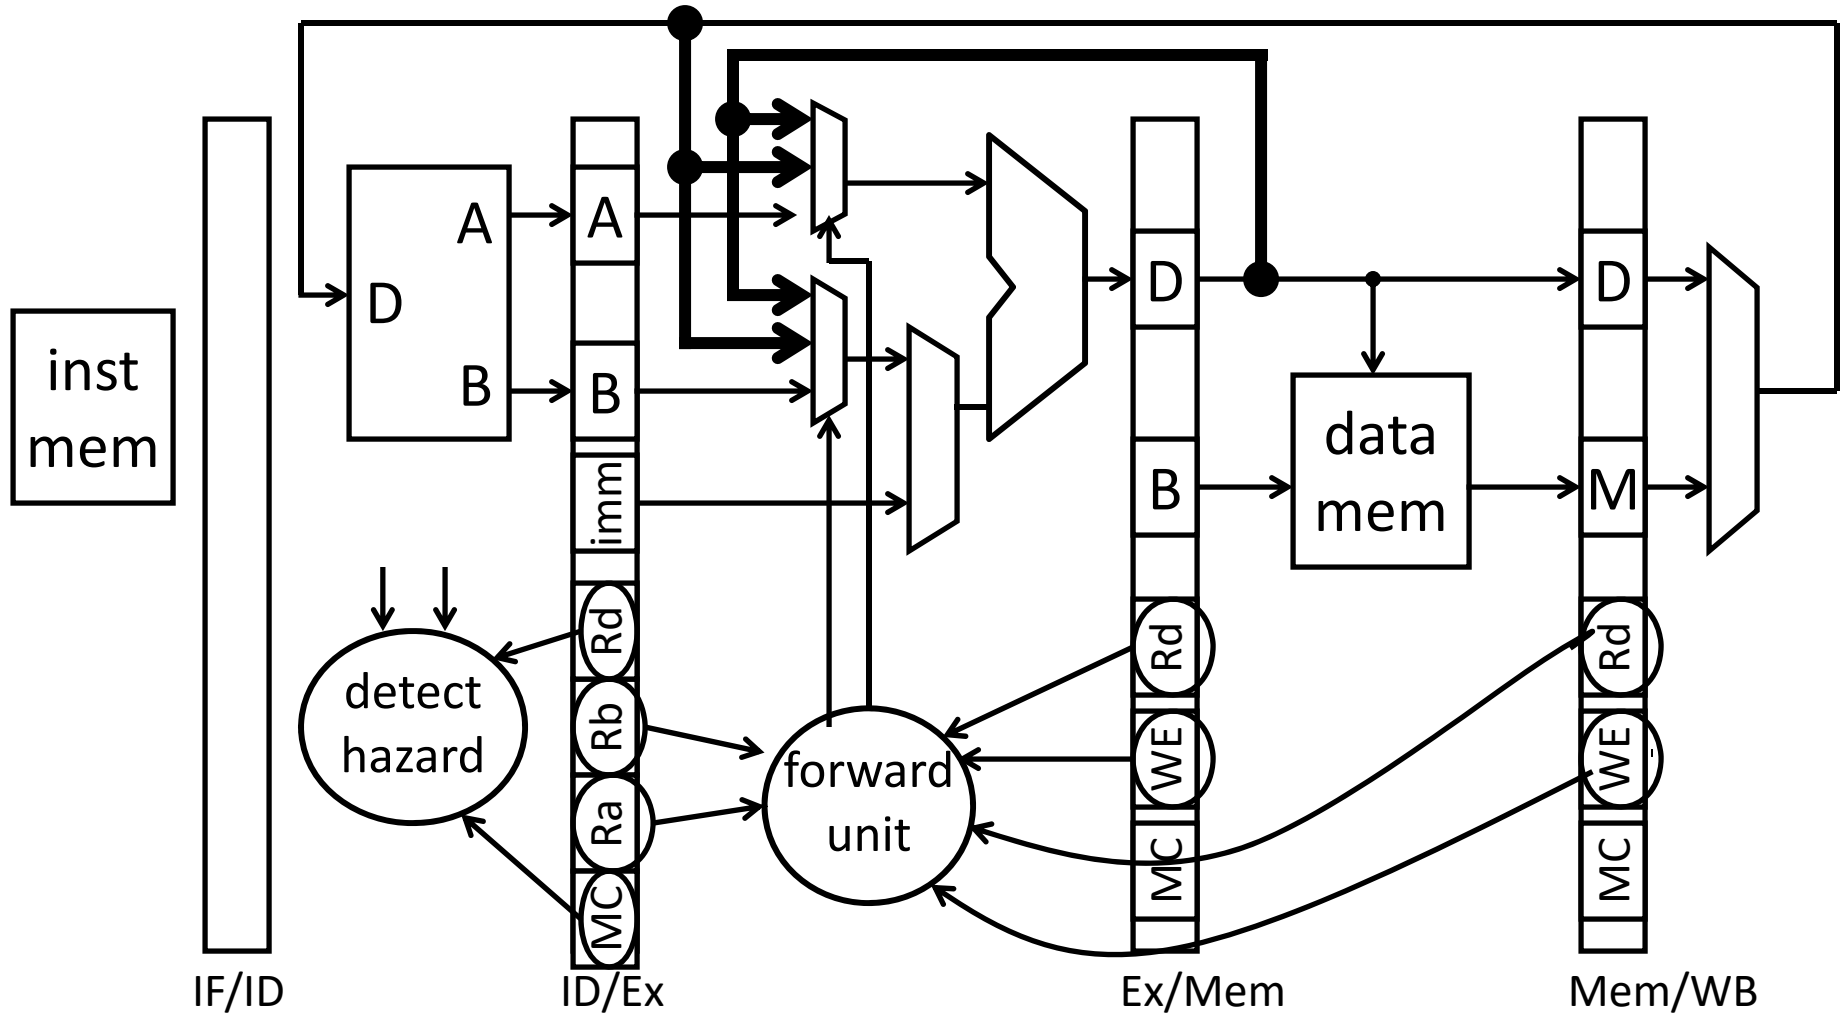 inst
mem
D
A
B
A
B
imm
Rd
Rb
Ra
MC
detect
hazard
forward
unit
D
B
Rd
WE
MC
data
mem
D
M
Rd
WE
MC
IF/ID
ID/Ex
Ex/Mem
Mem/WB